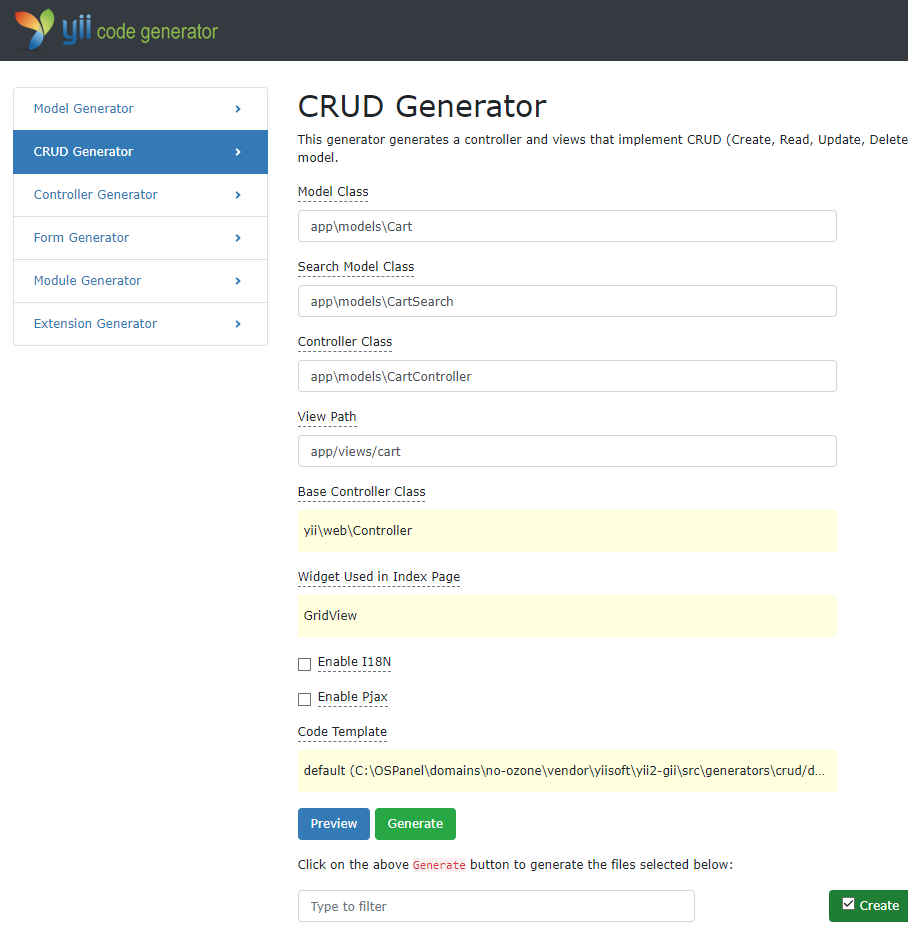 yii code generator
Model Generator
CRUD Generator
Controller Generator
Form Generator
Module Generator
Extension Generator
CRUD Generator
This generator generates a controller and views that implement CRUD (Create, Read, Update, Delete
model.
Model Class
app\models\Cart
Search Model Class
app\models\CartSearch
Controller Class
app\models\CartController
View Path
app/views/cart
Base Controller Class
yii\web\Controller
Widget Used in Index Page
GridView
Enable I18N
Enable Pjax
Code Template
default (C:\OSPanel\domains\no-ozone\vendor\yiisoft\yii2-gii\src\generators\crud/d...
Preview Generate
Click on the above Generate button to generate the files selected below:
Type to filter Create